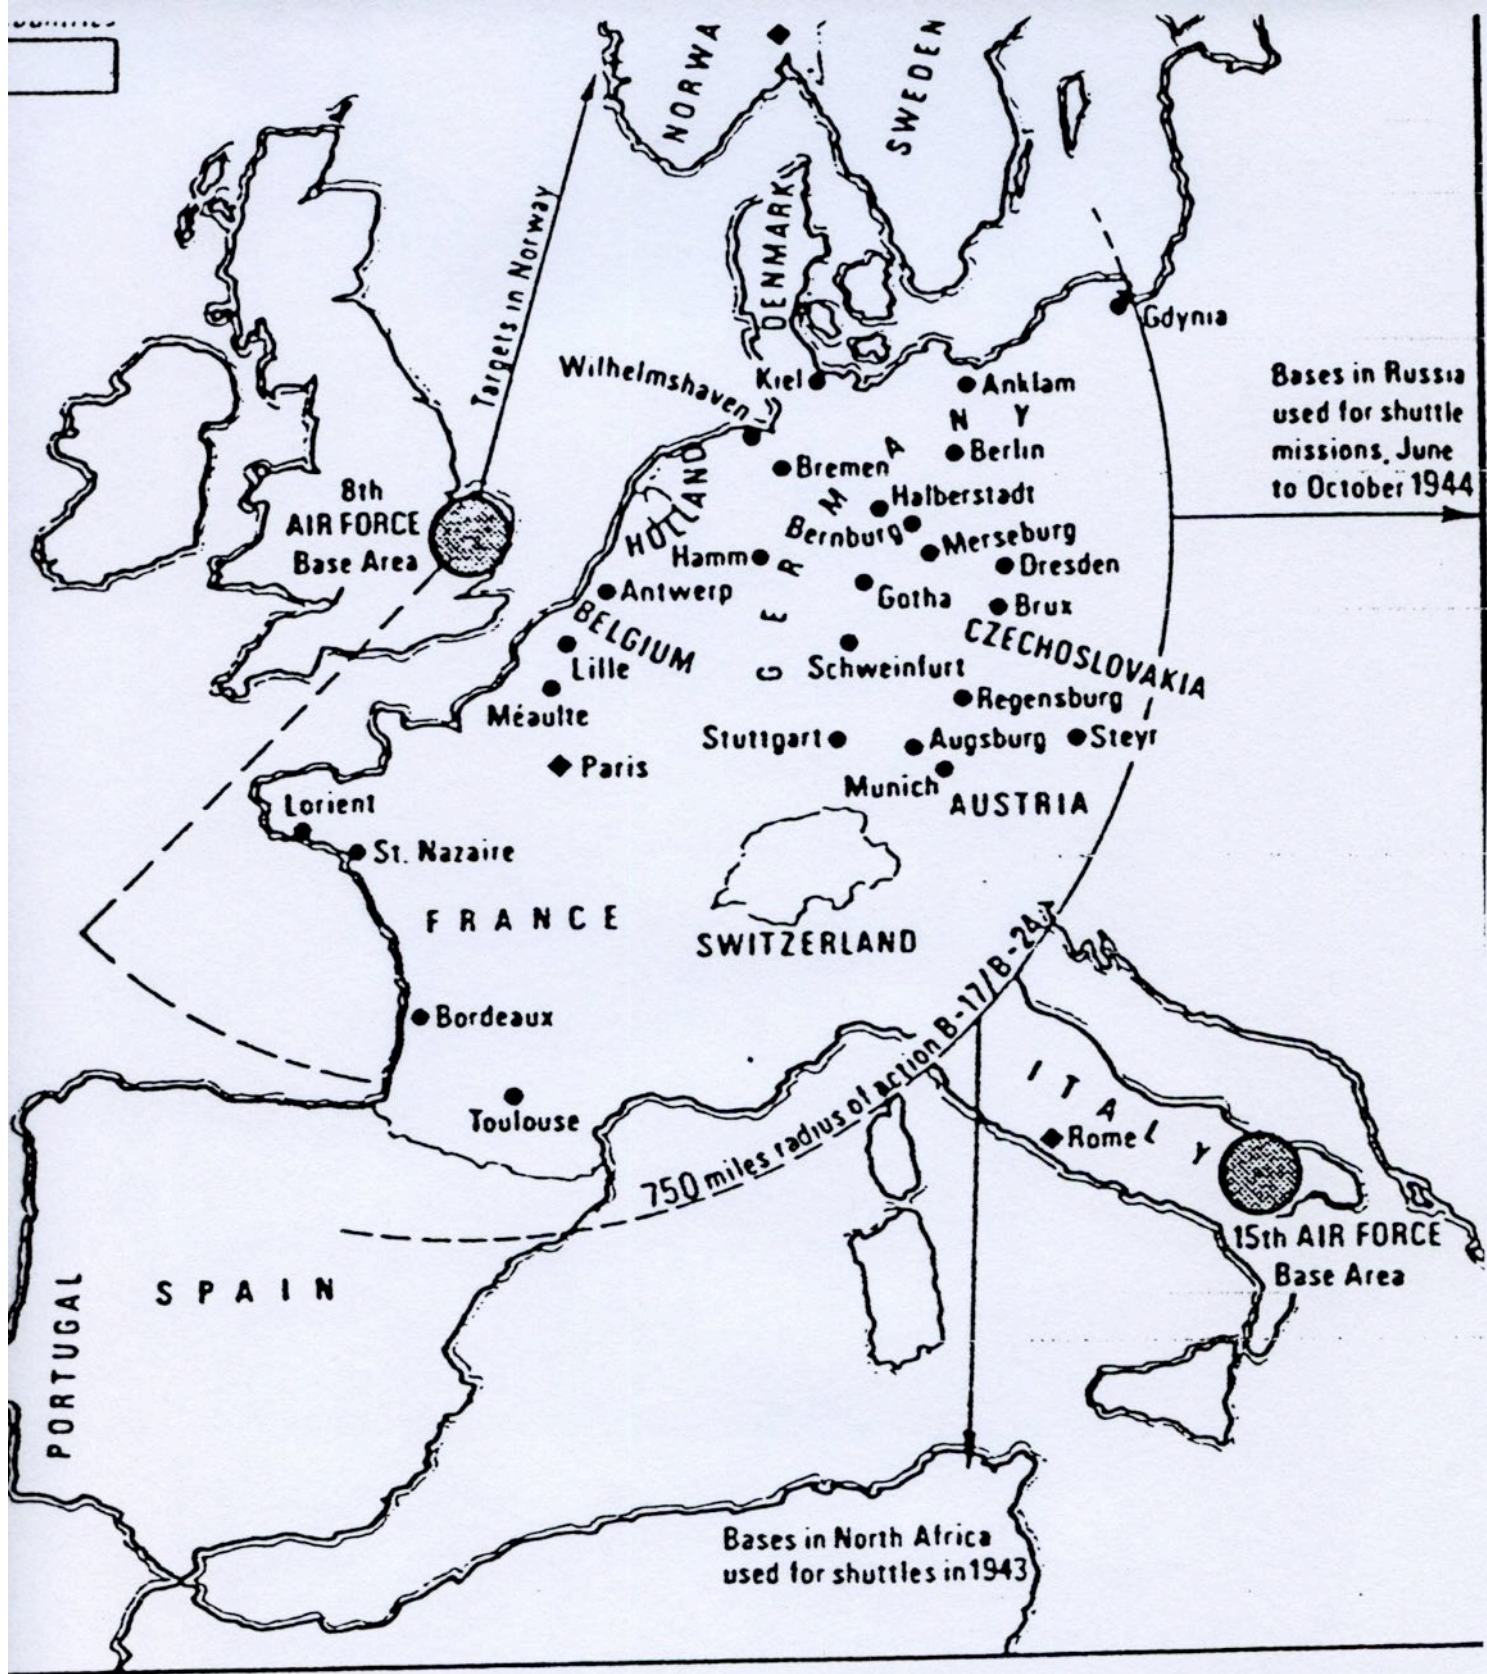 NORWA
SWEDEN
Targets in Norway
DENMARK
Gdynia
Wilhelmshaven
Kiel
Anklam
Bases in Russia
used for shuttle
missions, June
to October 1944
GERMANY
Berlin
Bremen
8th
AIR FORCE
Base Area
HOLLAND
Halberstadt
Bernburg
Merseburg
Hamm
Dresden
Antwerp
Gotha
Brux
BELGIUM
CZECHOSLOVAKIA
Lille
Schweinfurt
Regensburg
Méaulte
Stuttgart
Augsburg
Steyr
Paris
Munich
AUSTRIA
Lorient
St. Nazaire
FRANCE
SWITZERLAND
Bordeaux
750 miles radius of action B-17/B-24
ITALY
Toulouse
Rome
15th AIR FORCE
Base Area
SPAIN
PORTUGAL
Bases in North Africa
used for shuttles in 1943